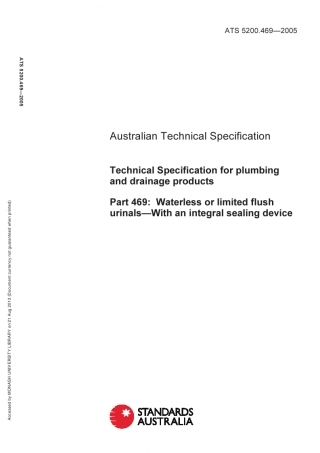 ATS 5200.469—2005
ATS 5200.469—2005
Australian Technical Specification
Technical Specification for plumbing
and drainage products
Part 469: Waterless or limited flush
urinals—With an integral sealing device
Accessed by MONASH UNIVERSITY LIBRARY on 21 Aug 2010 (Document currency not guaranteed when printed)
STANDARDS
AUSTRALIA